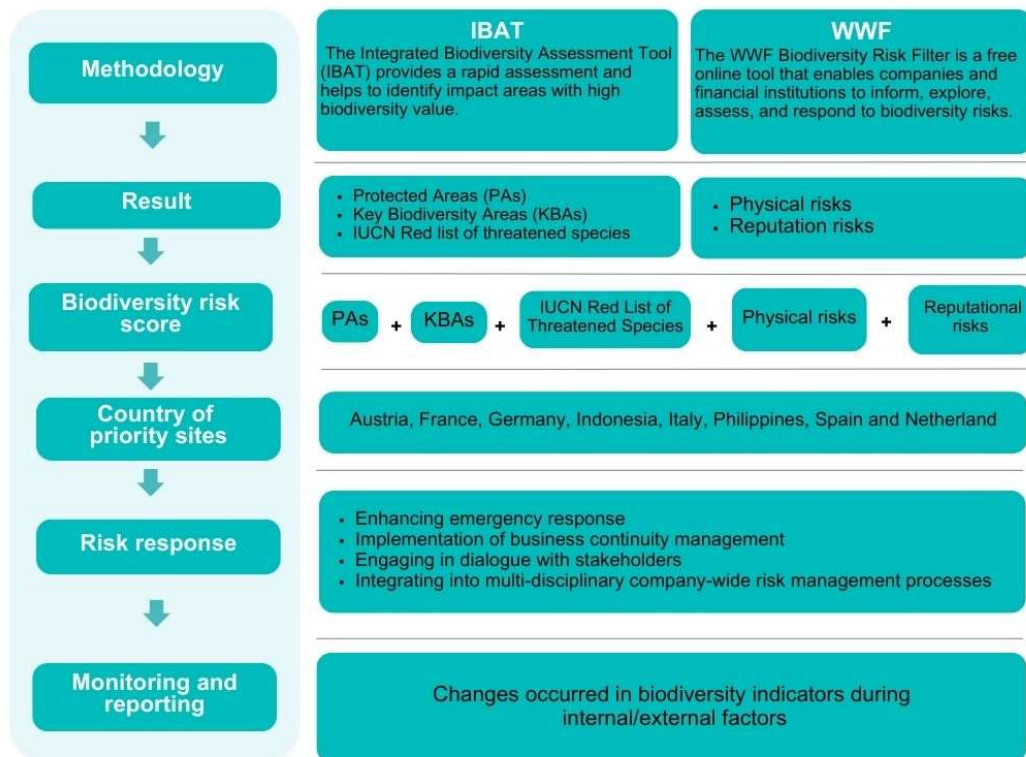 Methodology
IBAT
The Integrated Biodiversity Assessment Tool
(IBAT) provides a rapid assessment and
helps to identify impact areas with high
biodiversity value.
WWF
The WWF Biodiversity Risk Filter is a free
online tool that enables companies and
financial institutions to inform, explore,
assess, and respond to biodiversity risks.
Result
• Protected Areas (PAs)
• Key Biodiversity Areas (KBAs)
• IUCN Red list of threatened species
• Physical risks
• Reputation risks
Biodiversity risk
score
PAs + KBAs + IUCN Red List of
Threatened Species + Physical risks + Reputational
risks
Country of
priority sites
Austria, France, Germany, Indonesia, Italy, Philippines, Spain and Netherland
Risk response
• Enhancing emergency response
• Implementation of business continuity management
• Engaging in dialogue with stakeholders
• Integrating into multi-disciplinary company-wide risk management processes
Monitoring and
reporting
Changes occurred in biodiversity indicators during
internal/external factors